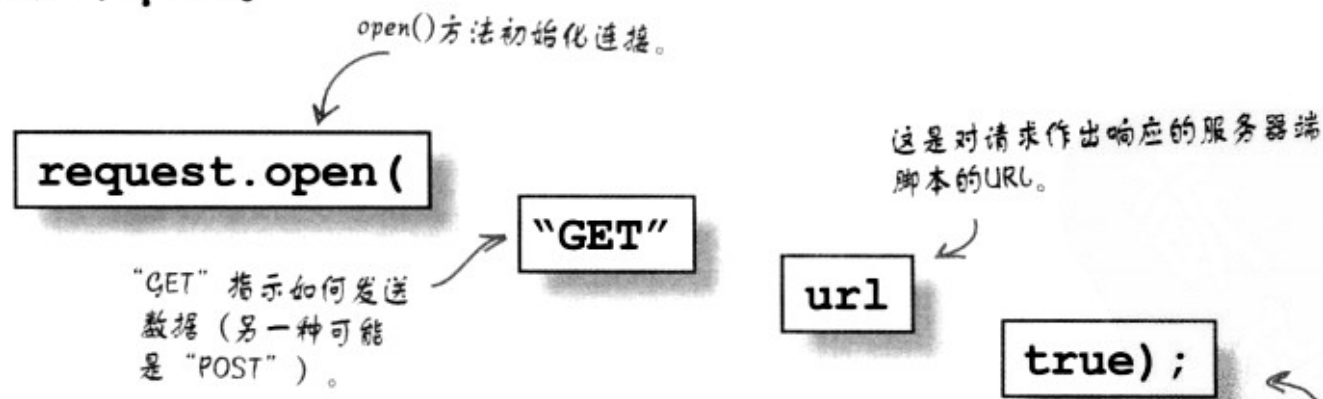 open()方法初始化连接。
request.open(
这是对请求作出响应的服务器端
脚本的URL。
“GET”
“GET”指示如何发送
数据（另一种可能
是“POST”）。
url
true);